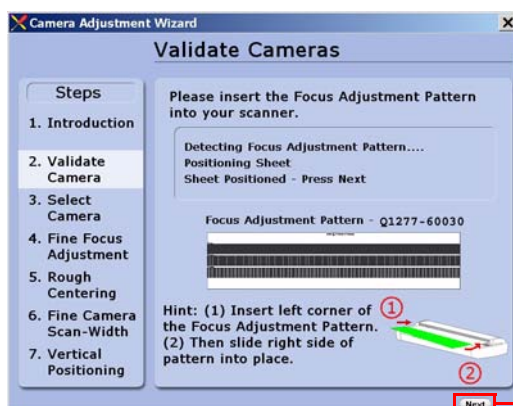 Camera Adjustment Wizard
Validate Cameras
Steps
1. Introduction
2. Validate
Camera
3. Select
Camera
4. Fine Focus
Adjustment
5. Rough
Centering
6. Fine Camera
Scan-Width
7. Vertical
Positioning
Please insert the Focus Adjustment Pattern
into your scanner.
Detecting Focus Adjustment Pattern....
Positioning Sheet
Sheet Positioned - Press Next
Focus Adjustment Pattern - Q1277-60030
Hint: (1) Insert left corner of
the Focus Adjustment Pattern.
(2) Then slide right side of
pattern into place.
1
2
Next